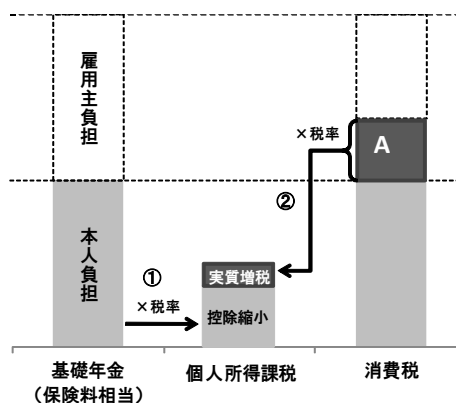 雇用主負担
本人負担
①
×税率
実質増税
控除縮小
②
×税率
A
基礎年金
(保険料相当)
個人所得課税
消費税